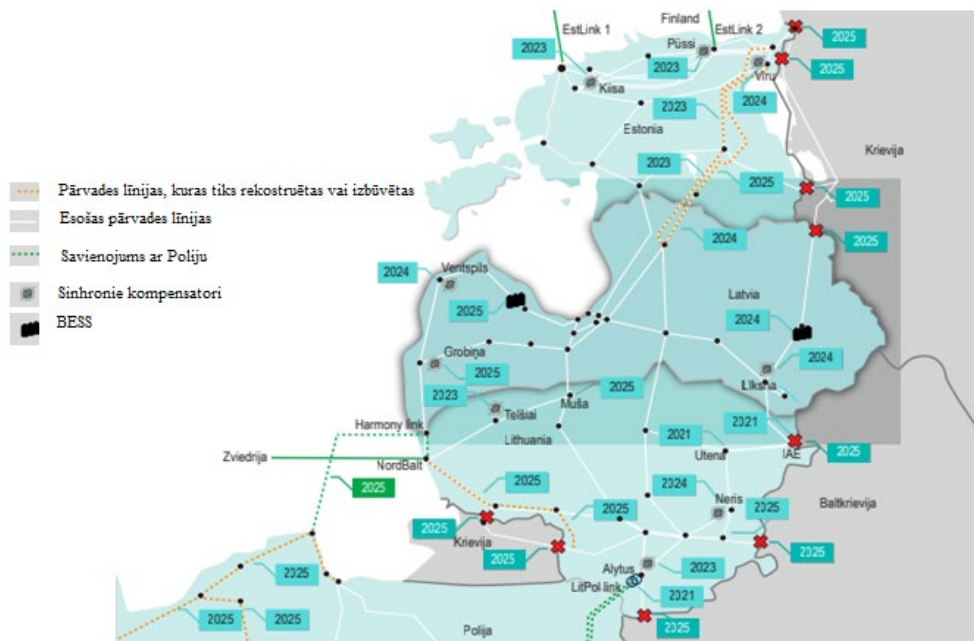 Finland
EstLink 1
EstLink 2
2025
2023
Püssi
2025
2023
Viru
Kiisa
2024
2023
Estonia
Krievija
2023
2025
2025
Pārvades līnijas, kuras tiks rekostruētas vai izbūvētas
Esošas pārvades līnijas
2025
2024
Savienojums ar Poliju
Ventspils
2024
Sinhronie kompensatori
Latvia
2025
2024
BESS
Grobiņa
2024
2025
2025
Līksna
2023
Muša
Telšiai
2021
Harmony link
Lithuania
2021
Zviedrija
NordBalt
Utena
IAE
2025
2025
2025
2024
Neris
Baltkrievija
2025
2025
2025
Krievija
2025
2025
2023
Alytus
2025
LitPol link
2021
2025
2025
2025
Polija